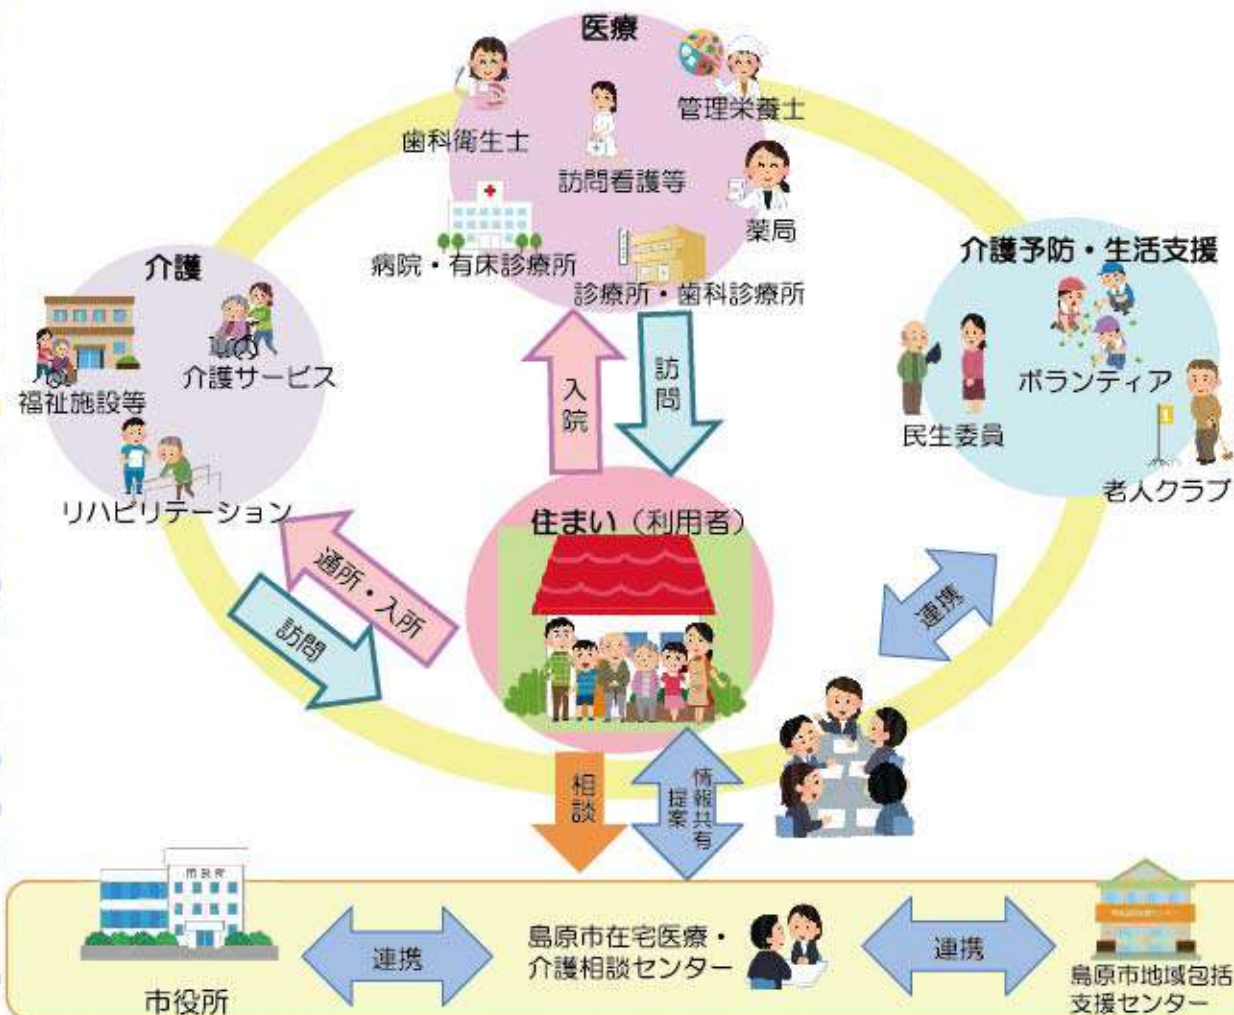 医療
歯科衛生士
管理栄養士
訪問看護等
薬局
病院・有床診療所
診療所・歯科診療所
介護
介護サービス
福祉施設等
リハビリテーション
介護予防・生活支援
ボランティア
民生委員
老人クラブ
1
入院
訪問
住まい（利用者）
通所・入所
訪問
連携
相談
情報共有
提案
市役所
市役所
連携
島原市在宅医療・
介護相談センター
連携
島原市地域包括
支援センター